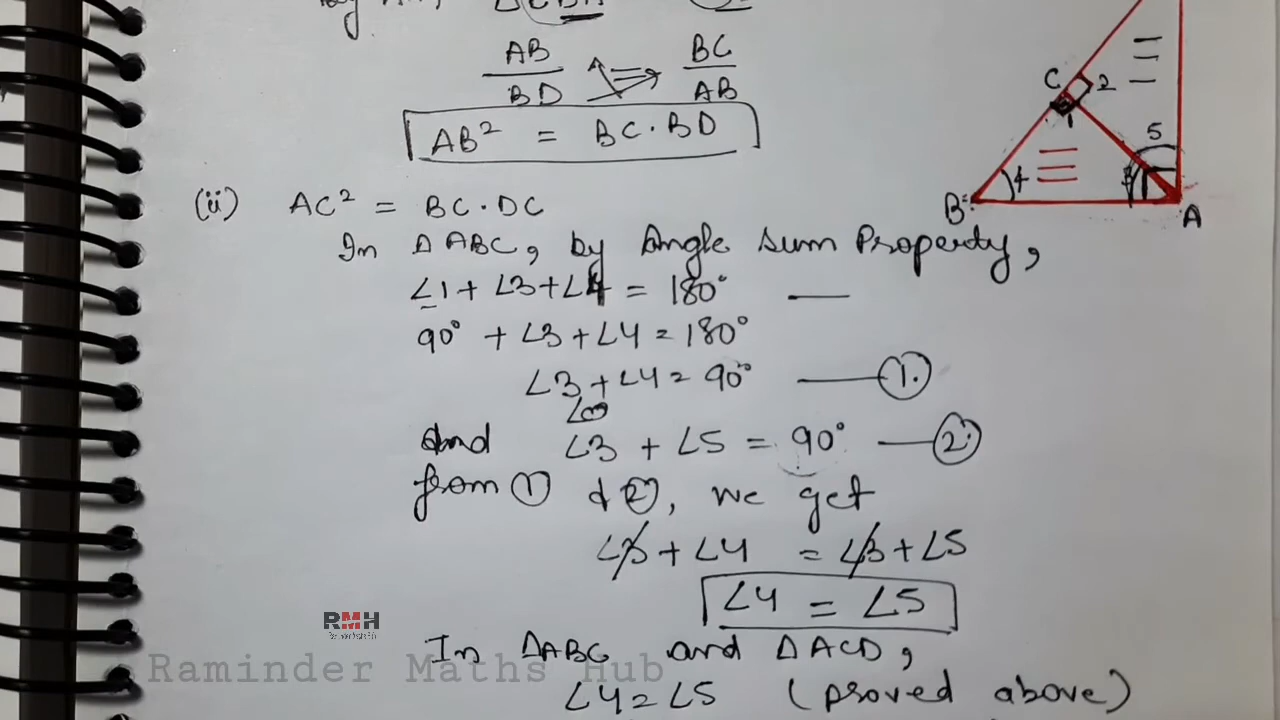 AB BC
BD AB
AB² = BC·BD
(ii) AC² = BC·DC
In ΔABC, by Angle sum Property,
∠1+∠3+∠4 = 180°
90° + ∠3+∠4 = 180°
∠3+∠4 = 90° —— 1.
and ∠3 + ∠5 = 90° —— 2.
from 1 & 2, we get
∠3 + ∠4 = ∠3 + ∠5
∠4 = ∠5
In ΔABC and ΔACD,
∠4 = ∠5 (proved above)
C 2
1
5
4
B
A
RMH
Raminder Maths Hub